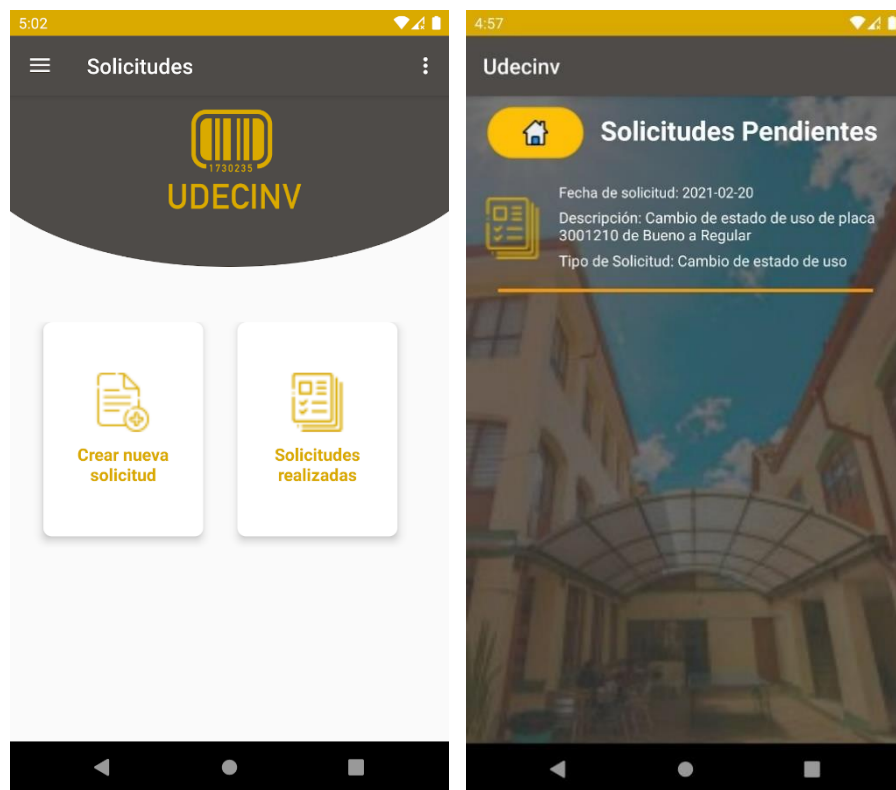 5:02
Solicitudes
1730235
UDECINV
Crear nueva
solicitud
Solicitudes
realizadas
4:57
Udecinv
Solicitudes Pendientes
Fecha de solicitud: 2021-02-20
Descripción: Cambio de estado de uso de placa
3001210 de Bueno a Regular
Tipo de Solicitud: Cambio de estado de uso